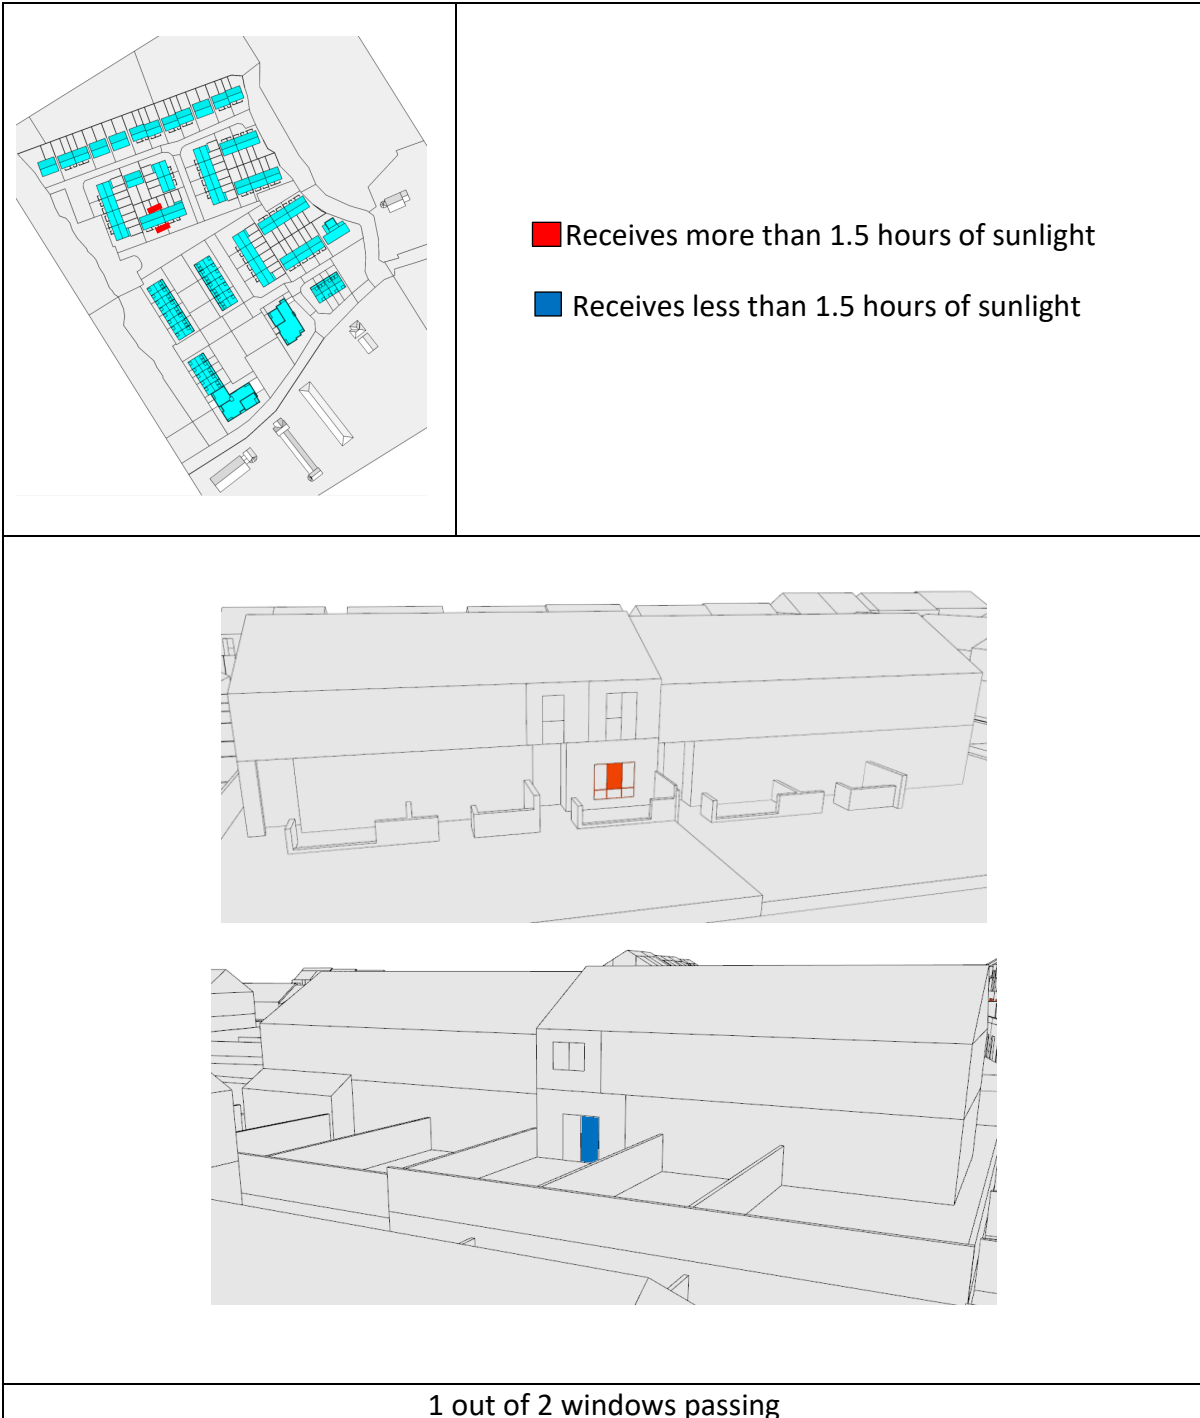 Receives more than 1.5 hours of sunlight
Receives less than 1.5 hours of sunlight
1 out of 2 windows passing